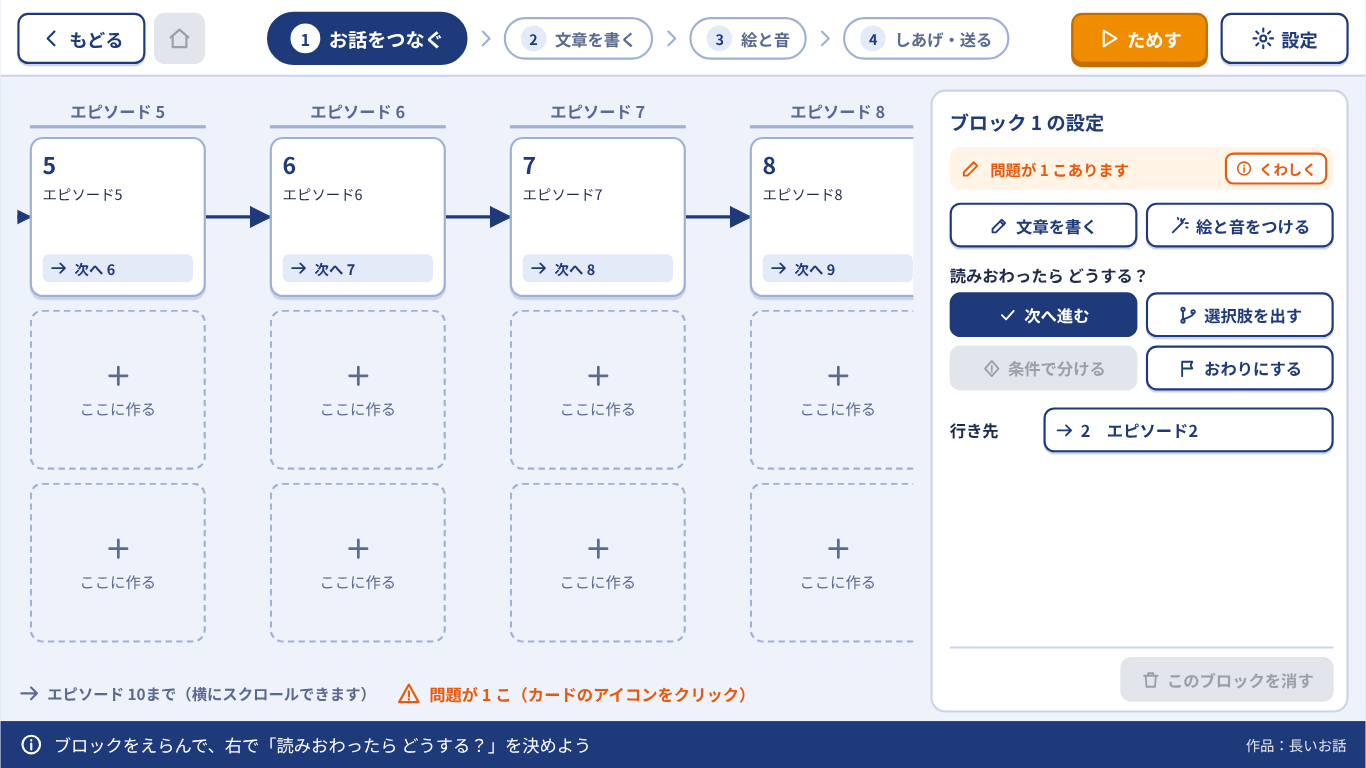 もどる
1 お話をつなぐ
2 文章を書く
3 絵と音
4 しあげ・送る
ためす
設定
エピソード 5
エピソード 6
エピソード 7
エピソード 8
5
エピソード5
次へ 6
6
エピソード6
次へ 7
7
エピソード7
次へ 8
8
エピソード8
次へ 9
ここに作る
ここに作る
ここに作る
ここに作る
ここに作る
ここに作る
ここに作る
ここに作る
エピソード 10まで（横にスクロールできます）
問題が 1 こ（カードのアイコンをクリック）
ブロック 1 の設定
問題が 1 こあります
くわしく
文章を書く
絵と音をつける
読みおわったら どうする？
次へ進む
選択肢を出す
条件で分ける
おわりにする
行き先
2 エピソード2
このブロックを消す
ブロックをえらんで、右で「読みおわったら どうする？」を決めよう
作品：長いお話